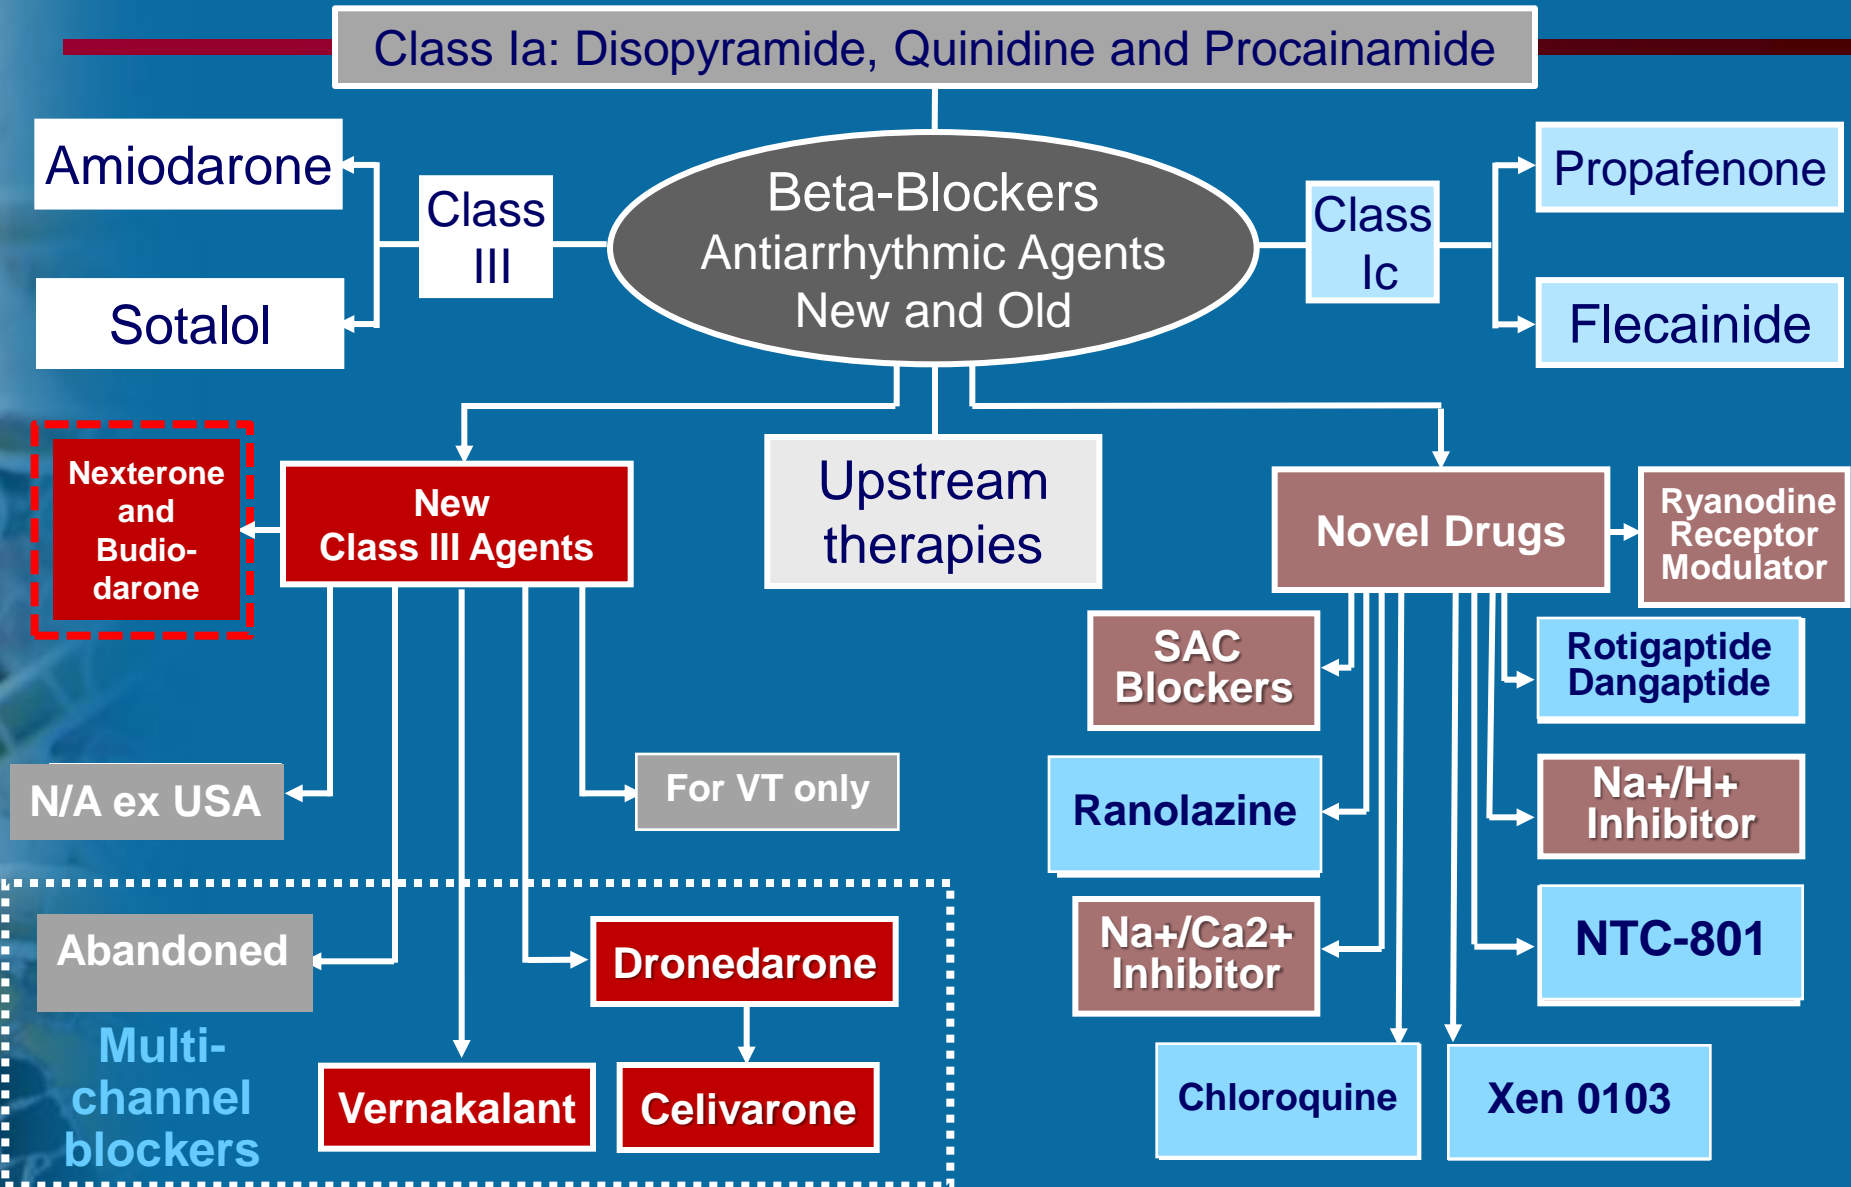 Class Ia: Disopyramide, Quinidine and Procainamide
Amiodarone
Class
III
Sotalol
Beta-Blockers
Antiarrhythmic Agents
New and Old
Class
Ic
Propafenone
Flecainide
Nexterone
and
Budio-
darone
New
Class III Agents
Upstream
therapies
Novel Drugs
Ryanodine
Receptor
Modulator
SAC
Blockers
Rotigaptide
Dangaptide
N/A ex USA
For VT only
Ranolazine
Na+/H+
Inhibitor
Abandoned
Dronedarone
Na+/Ca2+
Inhibitor
NTC-801
Multi-
channel
blockers
Vernakalant
Celivarone
Chloroquine
Xen 0103